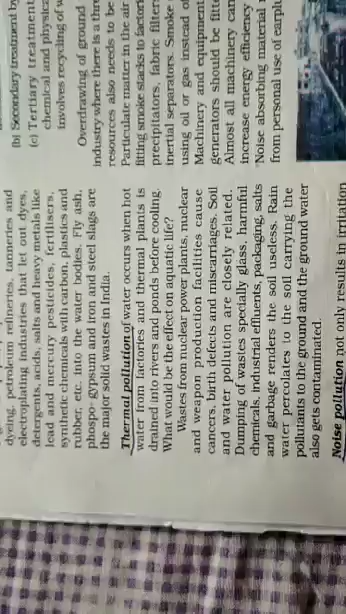 dyeing, petroleum refineries, tanneries and
electroplating industries that let out dyes,
detergents, acids, salts and heavy metals like
lead and mercury pesticides, fertilisers,
synthetic chemicals with carbon, plastics and
rubber, etc. into the water bodies. Fly ash,
phospo- gypsum and iron and steel slags are
the major solid wastes in India.
Thermal pollution of water occurs when hot
water from factories and thermal plants is
drained into rivers and ponds before cooling.
What would be the effect on aquatic life?
Wastes from nuclear power plants, nuclear
and weapon production facilities cause
cancers, birth defects and miscarriages. Soil
and water pollution are closely related.
Dumping of wastes specially glass, harmful
chemicals, industrial effluents, packaging, salts
and garbage renders the soil useless. Rain
water percolates to the soil carrying the
pollutants to the ground and the ground water
also gets contaminated.
Noise pollution not only results in irritation
(b) Secondary treatment by
(c) Tertiary treatment
chemical and physica
involves recycling of w
Overdrawing of ground
industry where there is a thre
resources also needs to be
Particulate matter in the air
fitting smoke stacks to factori
precipitators, fabric filters
inertial separators. Smoke
using oil or gas instead o
Machinery and equipment
generators should be fitte
Almost all machinery can
increase energy efficiency
Noise absorbing material
from personal use of earplu